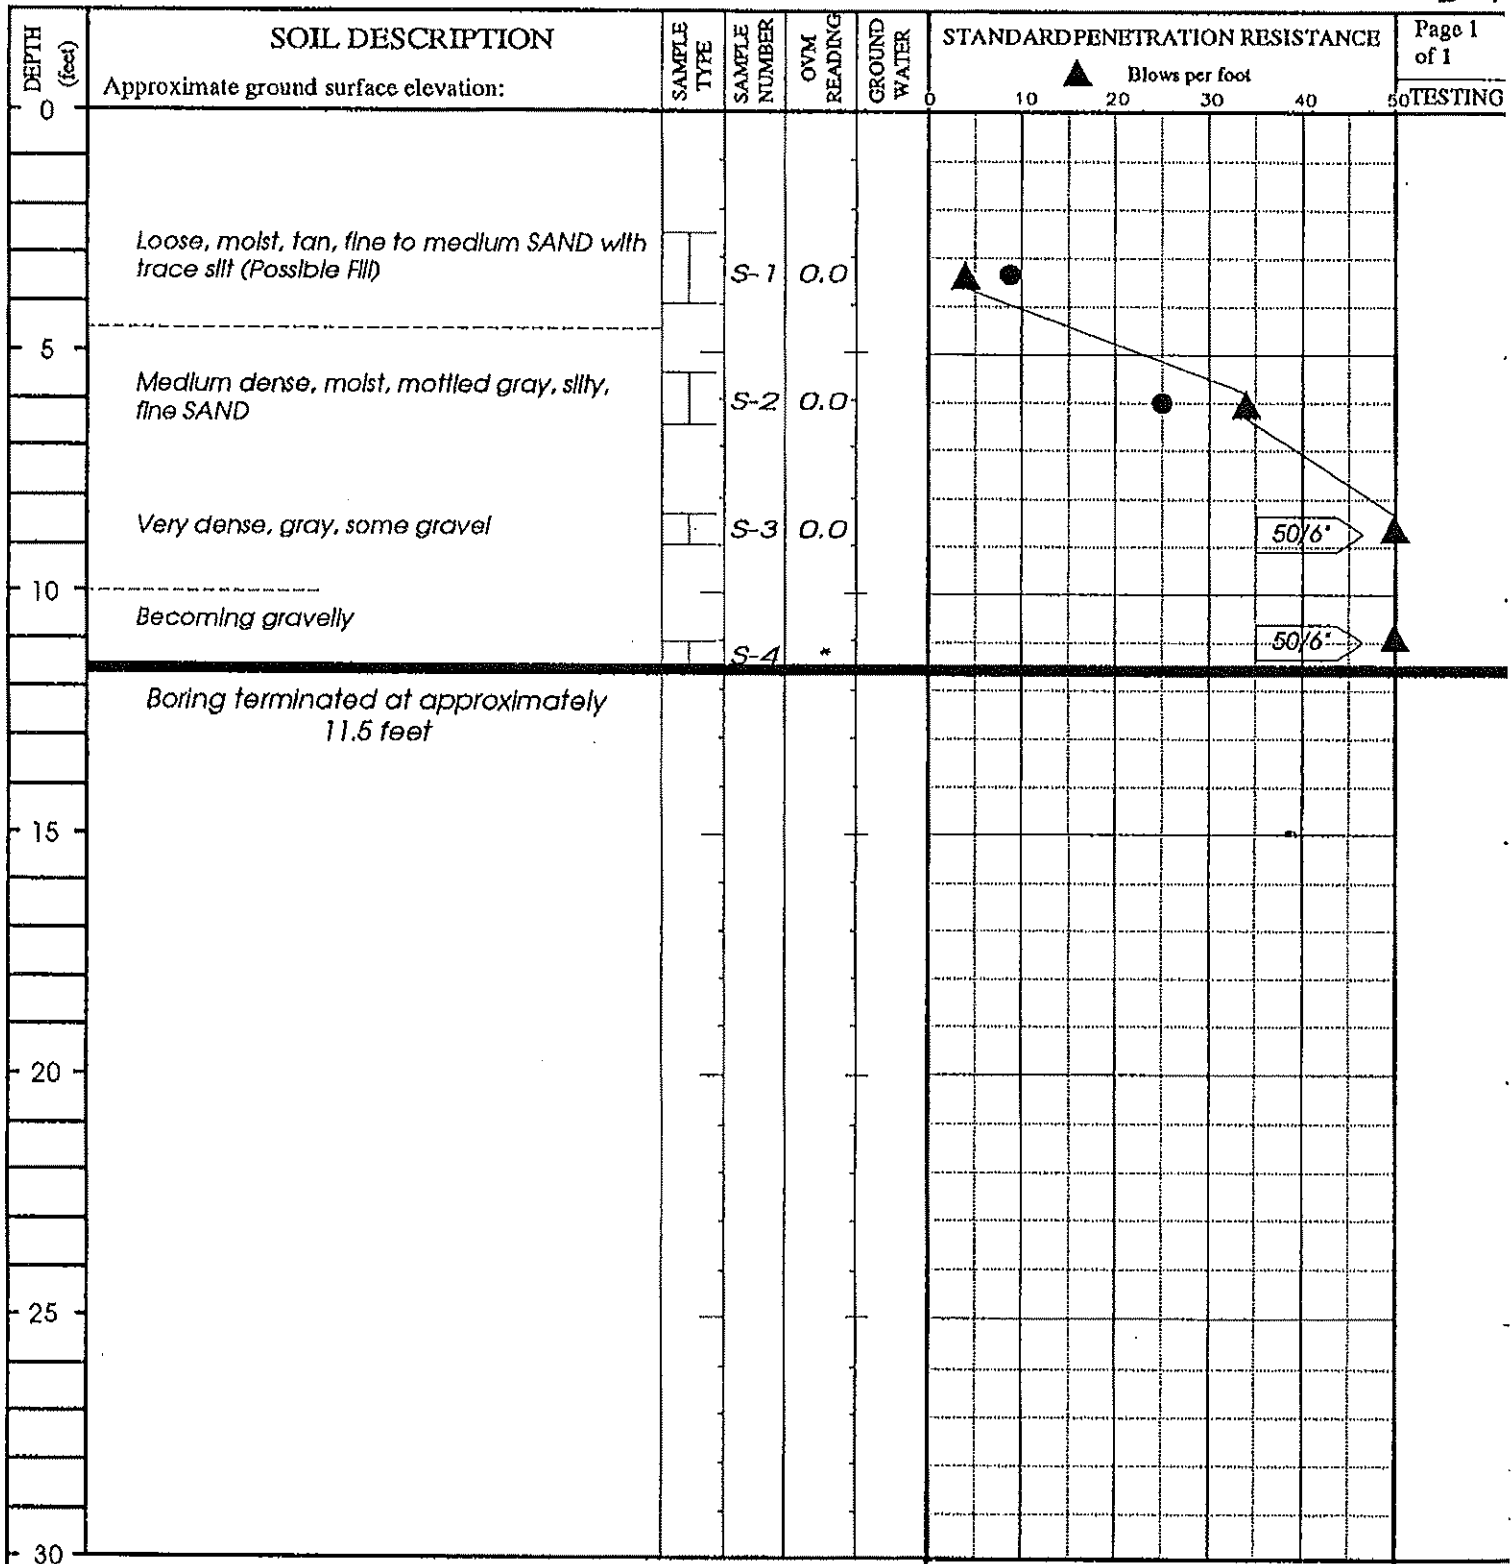 DEPTH
(feet)
SOIL DESCRIPTION
Approximate ground surface elevation:
SAMPLE
TYPE
SAMPLE
NUMBER
OVM
READING
GROUND
WATER
STANDARD PENETRATION RESISTANCE
▲ Blows per foot
0 10 20 30 40 50
Page 1
of 1
TESTING
0
Loose, moist, tan, fine to medium SAND with
trace silt (Possible Fill)
S-1 0.0
5
Medium dense, moist, mottled gray, silty,
fine SAND
S-2 0.0
Very dense, gray, some gravel
S-3 0.0
50/6"
10
Becoming gravelly
S-4 *
50/6"
Boring terminated at approximately
11.5 feet
15
20
25
30